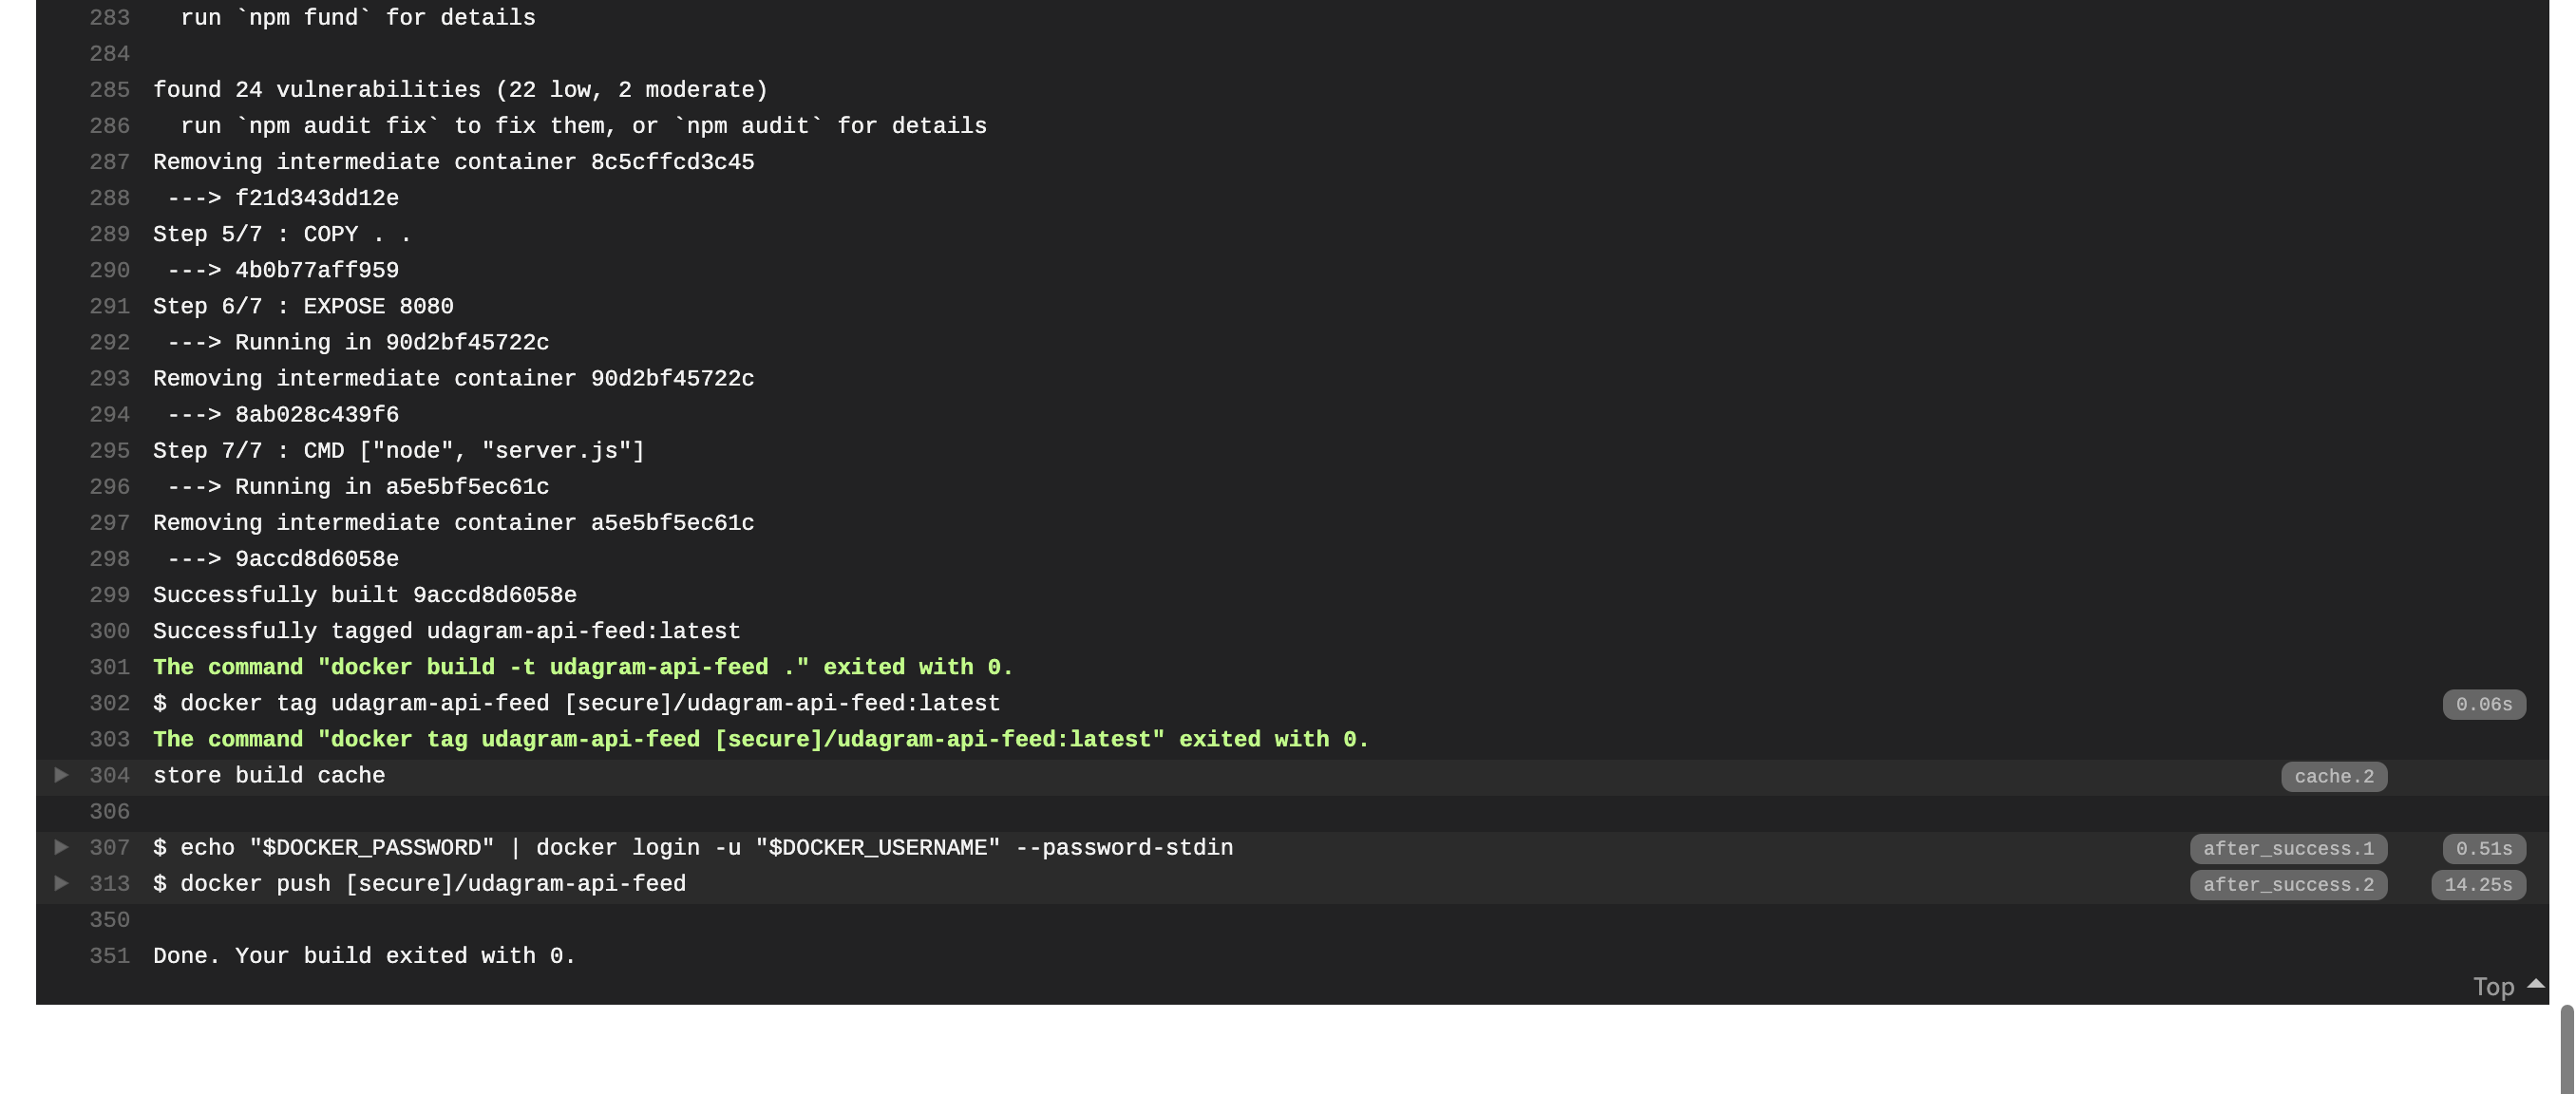 283 run `npm fund` for details
284
285 found 24 vulnerabilities (22 low, 2 moderate)
286 run `npm audit fix` to fix them, or `npm audit` for details
287 Removing intermediate container 8c5cffcd3c45
288 ---> f21d343dd12e
289 Step 5/7 : COPY . .
290 ---> 4b0b77aff959
291 Step 6/7 : EXPOSE 8080
292 ---> Running in 90d2bf45722c
293 Removing intermediate container 90d2bf45722c
294 ---> 8ab028c439f6
295 Step 7/7 : CMD ["node", "server.js"]
296 ---> Running in a5e5bf5ec61c
297 Removing intermediate container a5e5bf5ec61c
298 ---> 9accd8d6058e
299 Successfully built 9accd8d6058e
300 Successfully tagged udagram-api-feed:latest
301 The command "docker build -t udagram-api-feed ." exited with 0.
302 $ docker tag udagram-api-feed [secure]/udagram-api-feed:latest 0.06s
303 The command "docker tag udagram-api-feed [secure]/udagram-api-feed:latest" exited with 0.
304 store build cache cache.2
306
307 $ echo "$DOCKER_PASSWORD" | docker login -u "$DOCKER_USERNAME" --password-stdin after_success.1 0.51s
313 $ docker push [secure]/udagram-api-feed after_success.2 14.25s
350
351 Done. Your build exited with 0.
Top